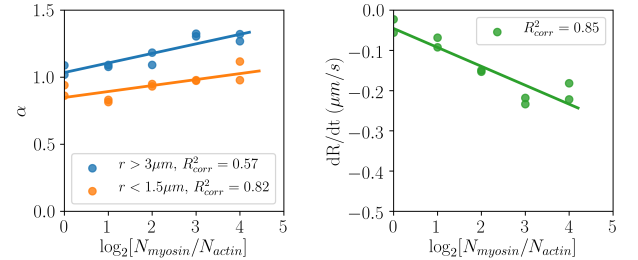 1.5
1.0
0.5
0.0
α
r > 3μm, R²corr = 0.57
r < 1.5μm, R²corr = 0.82
0 1 2 3 4 5
log₂[Nmyosin/Nactin]
0.0
−0.1
−0.2
−0.3
−0.4
−0.5
dR/dt (μm/s)
R²corr = 0.85
0 1 2 3 4 5
log₂[Nmyosin/Nactin]